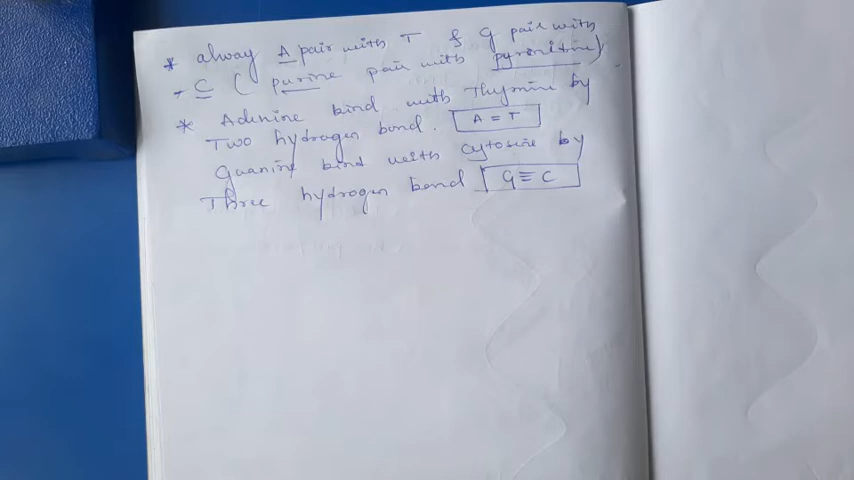 * alway A pair with T & G pair with
- C ( purine pair with pyrimitine)
* Adenine bind with Thymine by
Two hydrogen bond. A = T
Guanine bind with cytosine by
Three hydrogen bond G ≡ C